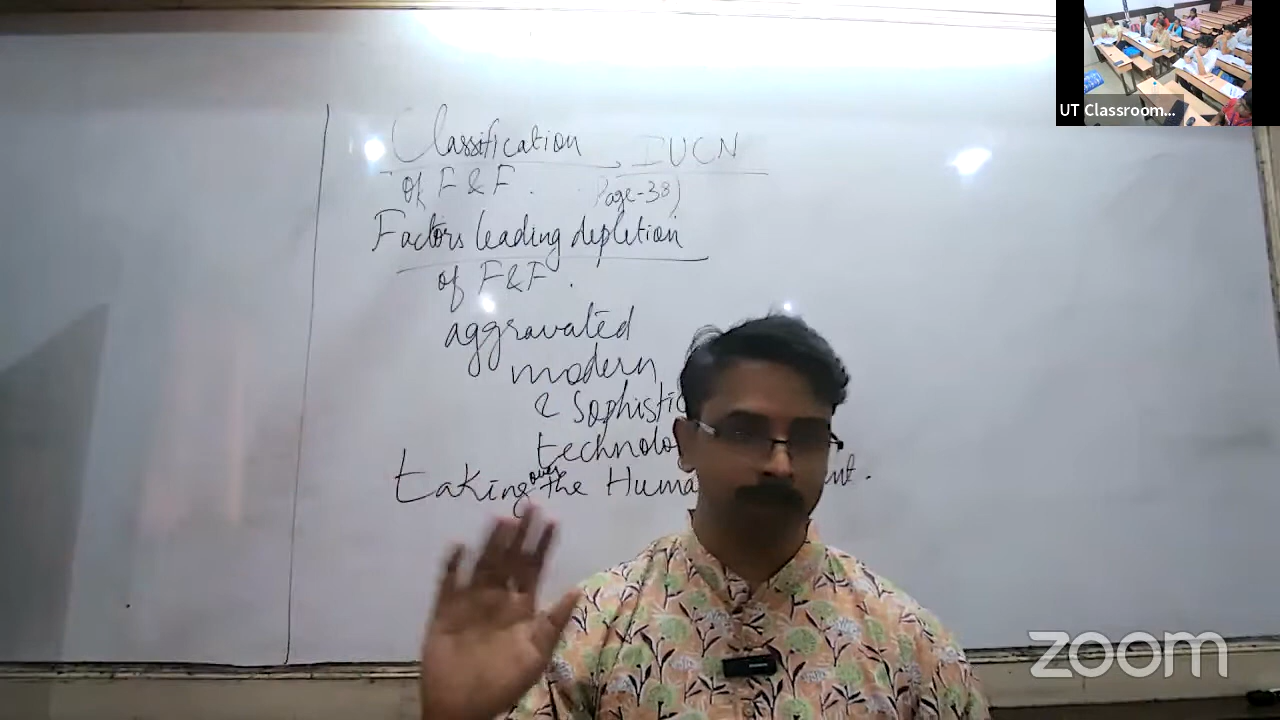 UT Classroom...
Classification → IUCN
of F & F. (Page-38)
Factors leading depletion
of F & F.
aggravated
modern
& Sophistic
technolo
taking over the Huma
zoom